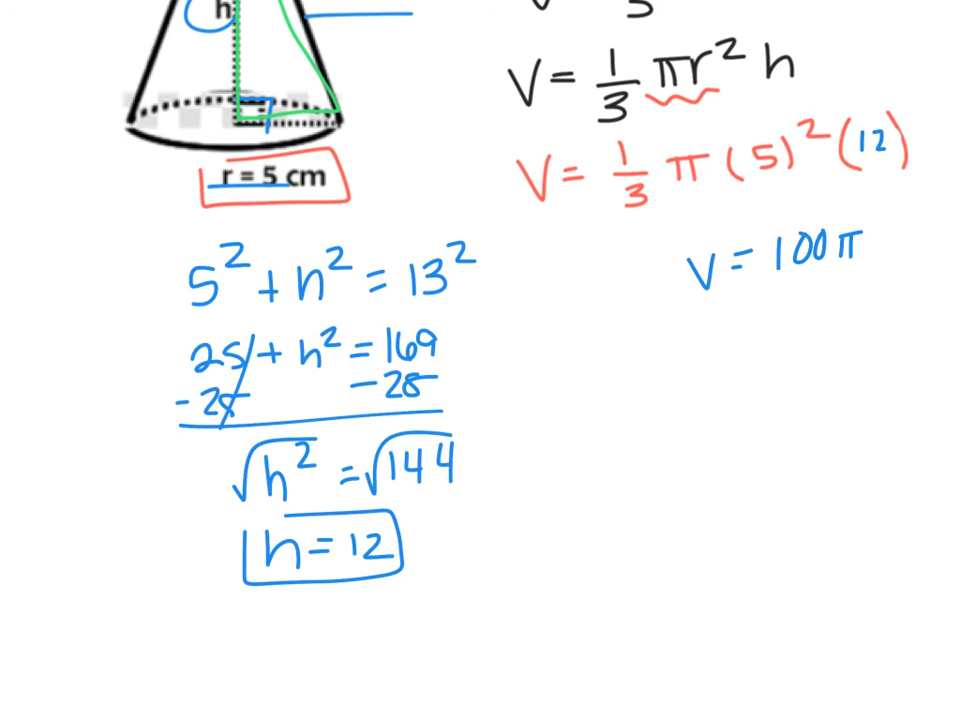 h
r = 5 cm
V = 1/3 πr² h
V = 1/3 π (5)² (12)
V = 100π
5² + h² = 13²
25 + h² = 169
- 25 - 25
√h² = √144
h = 12